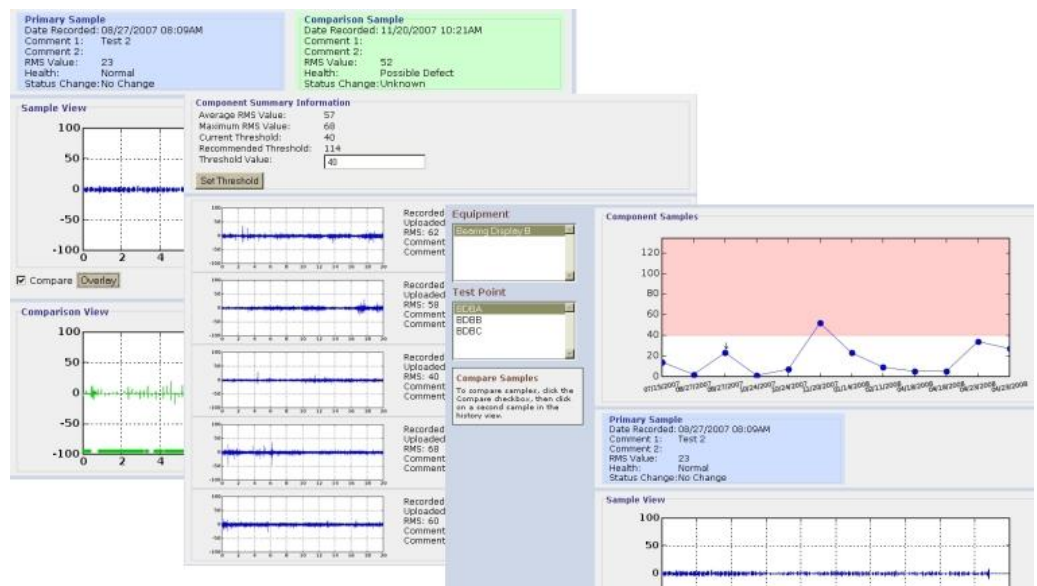 Primary Sample
Date Recorded: 08/27/2007 08:09AM
Comment 1: Test 2
Comment 2:
RMS Value: 23
Health: Normal
Status Change: No Change
Comparison Sample
Date Recorded: 11/20/2007 10:21AM
Comment 1:
Comment 2:
RMS Value: 52
Health: Possible Defect
Status Change: Unknown
Sample View
100
50
0
-50
-100
0 2 4
Compare Overlay
Comparison View
100
50
0
-50
-100
0 2 4
Component Summary Information
Average RMS Value: 57
Maximum RMS Value: 68
Current Threshold: 40
Recommended Threshold: 114
Threshold Value: 40
Set Threshold
Recorded
Uploaded
RMS: 62
Comment
Comment
Recorded
Uploaded
RMS: 58
Comment
Comment
Recorded
Uploaded
RMS: 40
Comment
Comment
Recorded
Uploaded
RMS: 68
Comment
Comment
Recorded
Uploaded
RMS: 60
Comment
Comment
Equipment
Bearing Display B
Test Point
BDBA
BDBB
BDBC
Compare Samples
To compare samples, click the
Compare checkbox, then click
on a second sample in the
history view.
Component Samples
120
100
80
60
40
20
0
Primary Sample
Date Recorded: 08/27/2007 08:09AM
Comment 1: Test 2
Comment 2:
RMS Value: 23
Health: Normal
Status Change: No Change
Sample View
100
50
0